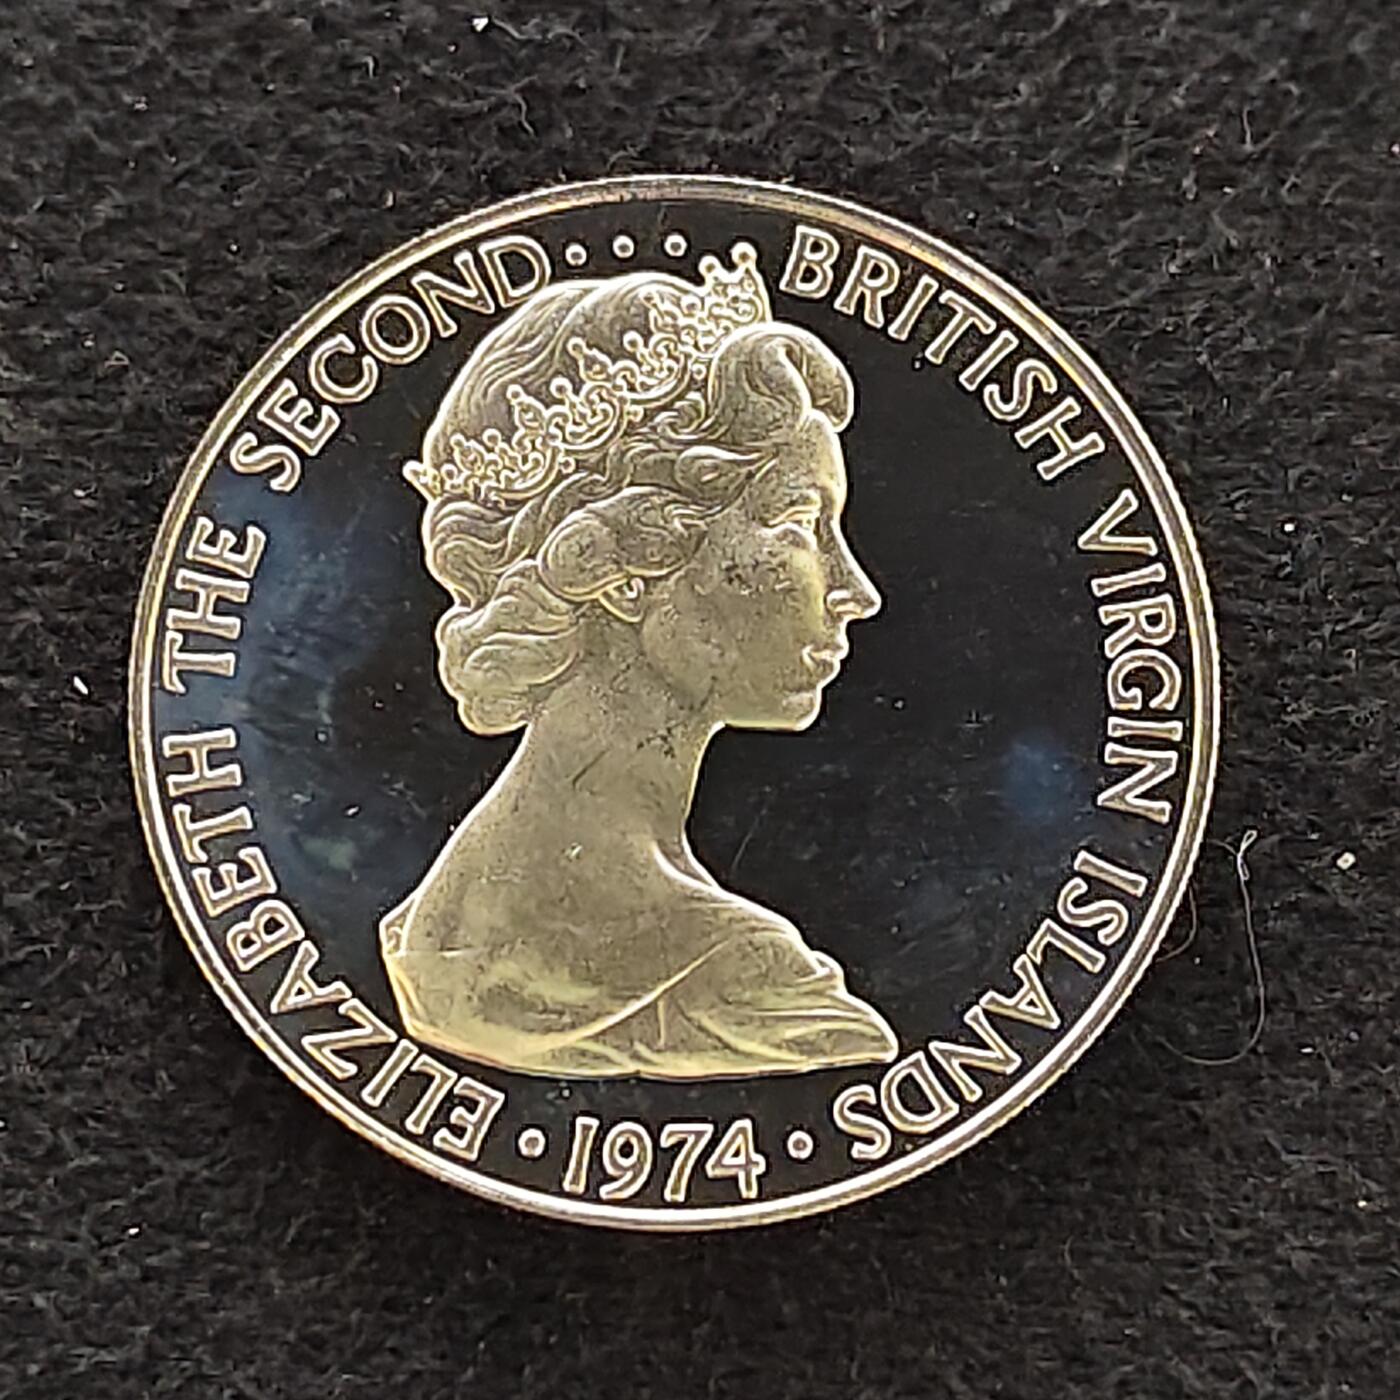 ELIZABETH THE SECOND... BRITISH VIRGIN ISLANDS
·1974·